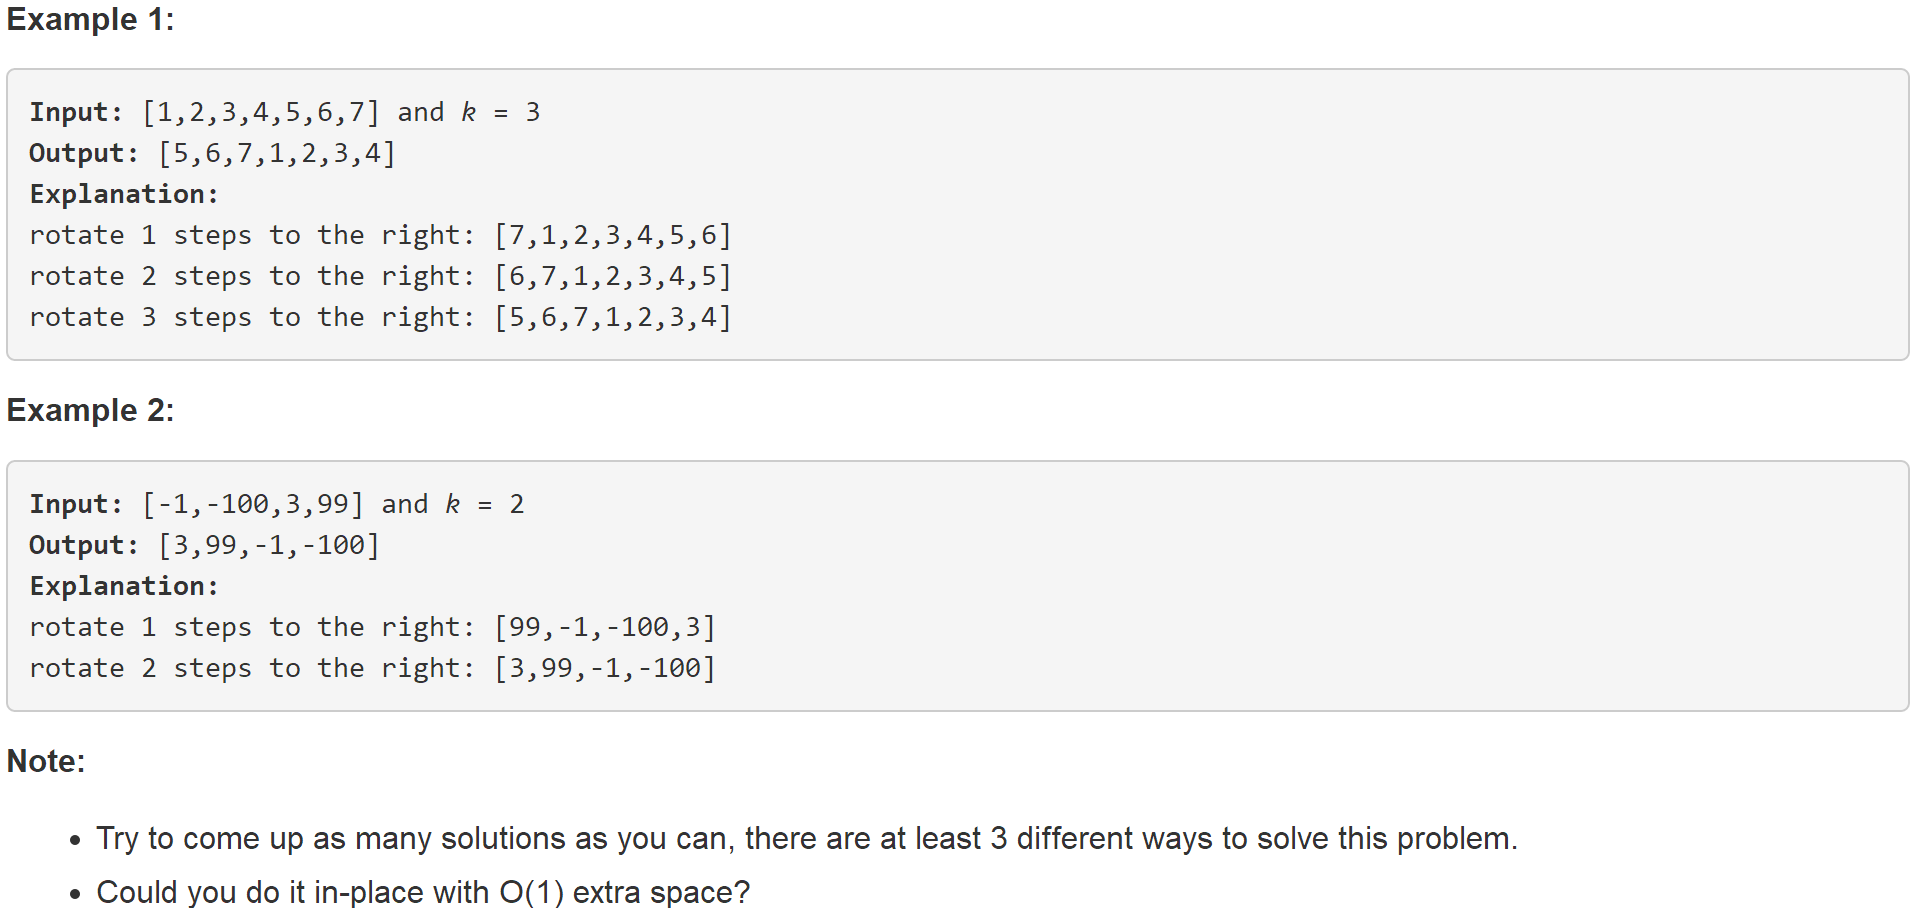 Example 1:
Input: [1,2,3,4,5,6,7] and k = 3
Output: [5,6,7,1,2,3,4]
Explanation:
rotate 1 steps to the right: [7,1,2,3,4,5,6]
rotate 2 steps to the right: [6,7,1,2,3,4,5]
rotate 3 steps to the right: [5,6,7,1,2,3,4]
Example 2:
Input: [-1,-100,3,99] and k = 2
Output: [3,99,-1,-100]
Explanation:
rotate 1 steps to the right: [99,-1,-100,3]
rotate 2 steps to the right: [3,99,-1,-100]
Note:
• Try to come up as many solutions as you can, there are at least 3 different ways to solve this problem.
• Could you do it in-place with O(1) extra space?